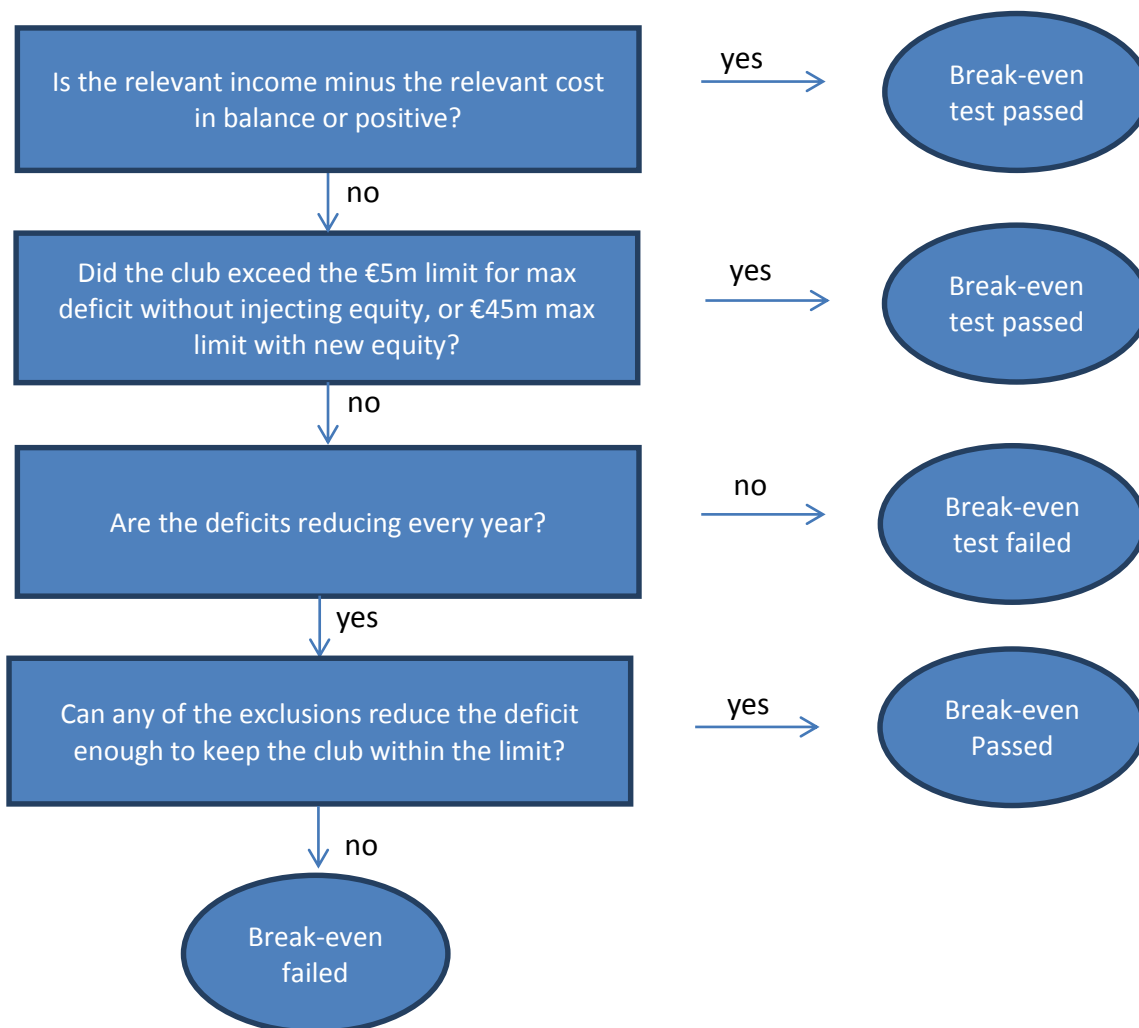 Is the relevant income minus the relevant cost
in balance or positive?
yes
Break-even
test passed
no
Did the club exceed the €5m limit for max
deficit without injecting equity, or €45m max
limit with new equity?
yes
Break-even
test passed
no
Are the deficits reducing every year?
no
Break-even
test failed
yes
Can any of the exclusions reduce the deficit
enough to keep the club within the limit?
yes
Break-even
Passed
no
Break-even
failed